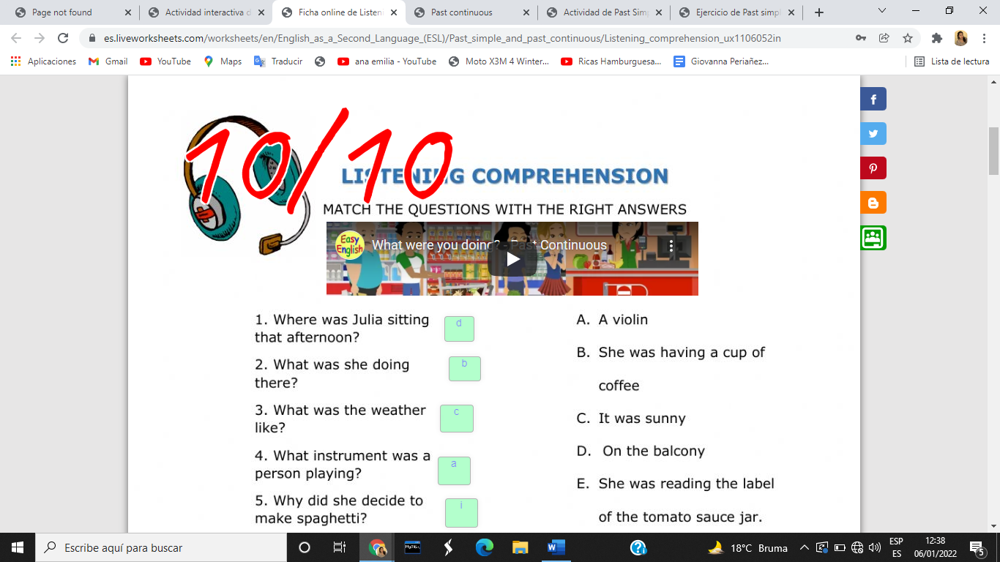 Page not found
Actividad interactiva d
Ficha online de Listeni
Past continuous
Actividad de Past Simp
Ejercicio de Past simpl
es.liveworksheets.com/worksheets/en/English_as_a_Second_Language_(ESL)/Past_simple_and_past_continuous/Listening_comprehension_ux1106052in
Aplicaciones
Gmail
YouTube
Maps
Traducir
ana emilia - YouTube
Moto X3M 4 Winter...
Ricas Hamburguesa...
Giovanna Periañez...
Lista de lectura
10/10
LISTENING COMPREHENSION
MATCH THE QUESTIONS WITH THE RIGHT ANSWERS
Easy
English
What were you doing? - Past Continuous
1. Where was Julia sitting
that afternoon?
d
2. What was she doing
there?
b
3. What was the weather
like?
c
4. What instrument was a
person playing?
a
5. Why did she decide to
make spaghetti?
i
A. A violin
B. She was having a cup of
coffee
C. It was sunny
D. On the balcony
E. She was reading the label
of the tomato sauce jar.
Escribe aquí para buscar
MySQL
18°C Bruma
ESP
ES
12:38
06/01/2022
5